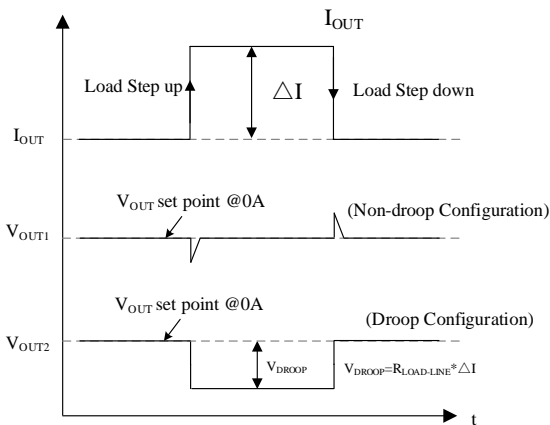 I_OUT
Load Step up
△I
Load Step down
I_OUT
V_OUT set point @0A
(Non-droop Configuration)
V_OUT1
V_OUT set point @0A
(Droop Configuration)
V_OUT2
V_DROOP
V_DROOP=R_LOAD-LINE*△I
t